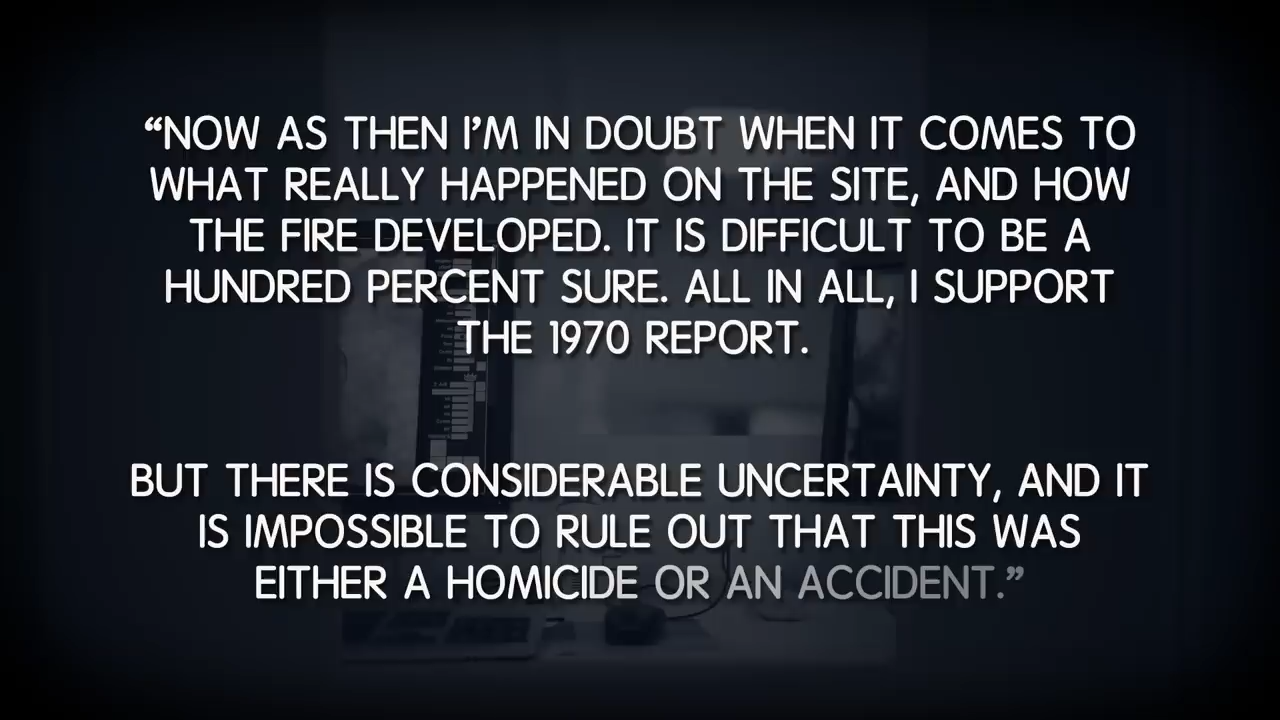 “NOW AS THEN I’M IN DOUBT WHEN IT COMES TO
WHAT REALLY HAPPENED ON THE SITE, AND HOW
THE FIRE DEVELOPED. IT IS DIFFICULT TO BE A
HUNDRED PERCENT SURE. ALL IN ALL, I SUPPORT
THE 1970 REPORT.
BUT THERE IS CONSIDERABLE UNCERTAINTY, AND IT
IS IMPOSSIBLE TO RULE OUT THAT THIS WAS
EITHER A HOMICIDE OR AN ACCIDENT.”